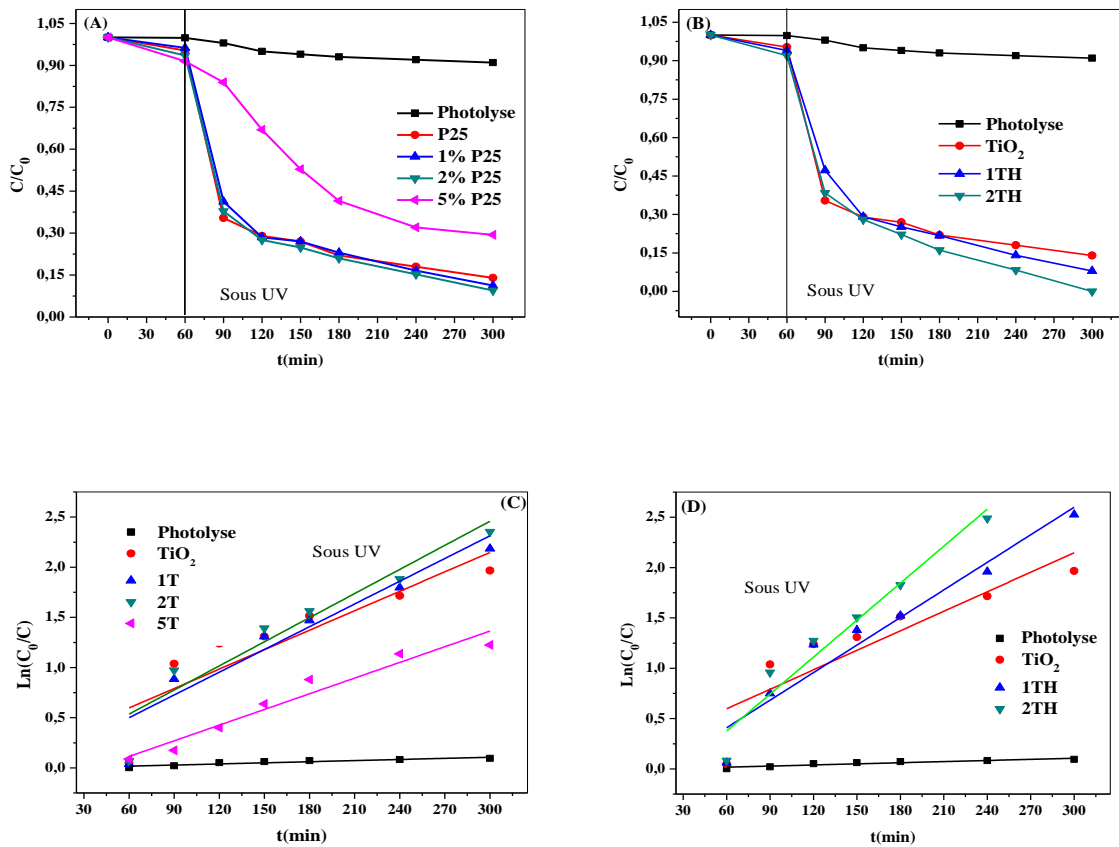 (A)
1,05
0,90
0,75
0,60
0,45
0,30
0,15
0,00
C/C0
Photolyse
P25
1% P25
2% P25
5% P25
Sous UV
0 30 60 90 120 150 180 210 240 270 300
t(min)
(B)
1,05
0,90
0,75
0,60
0,45
0,30
0,15
0,00
C/C0
Photolyse
TiO2
1TH
2TH
Sous UV
0 30 60 90 120 150 180 210 240 270 300
t(min)
(C)
2,5
2,0
1,5
1,0
0,5
0,0
Ln(C0/C)
Photolyse
TiO2
1T
2T
5T
Sous UV
30 60 90 120 150 180 210 240 270 300
t(min)
(D)
2,5
2,0
1,5
1,0
0,5
0,0
Ln(C0/C)
Sous UV
Photolyse
TiO2
1TH
2TH
30 60 90 120 150 180 210 240 270 300
t(min)